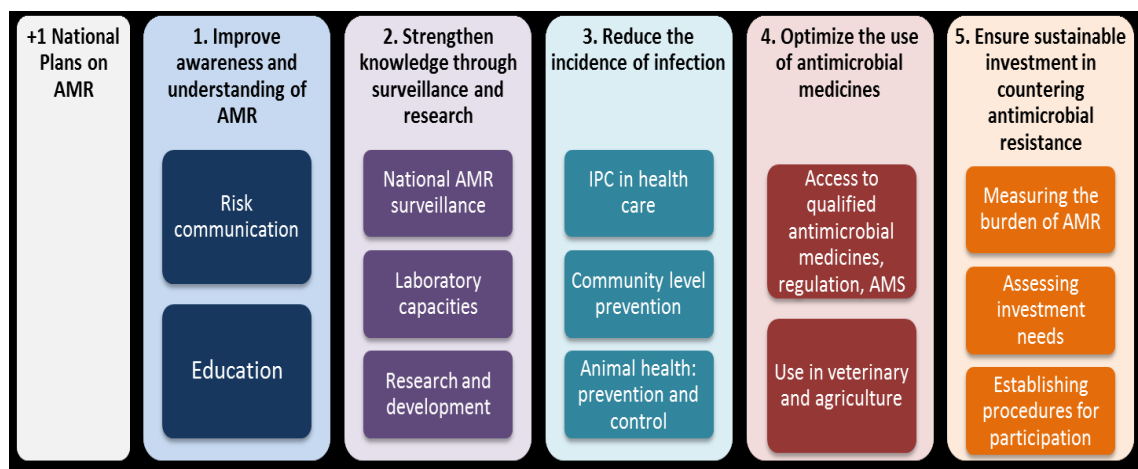 +1 National
Plans on
AMR
1. Improve
awareness and
understanding of
AMR
Risk
communication
Education
2. Strengthen
knowledge through
surveillance and
research
National AMR
surveillance
Laboratory
capacities
Research and
development
3. Reduce the
incidence of infection
IPC in health
care
Community level
prevention
Animal health:
prevention and
control
4. Optimize the use
of antimicrobial
medicines
Access to
qualified
antimicrobial
medicines,
regulation, AMS
Use in veterinary
and agriculture
5. Ensure sustainable
investment in
countering
antimicrobial
resistance
Measuring the
burden of AMR
Assessing
investment
needs
Establishing
procedures for
participation